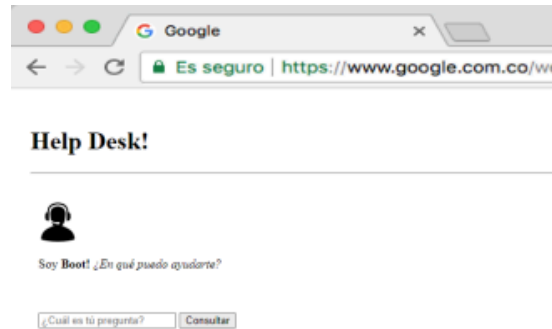 Google
Es seguro | https://www.google.com.co/we
Help Desk!
Soy Boot! ¿En qué puedo ayudarte?
¿Cuál es tú pregunta? Consultar